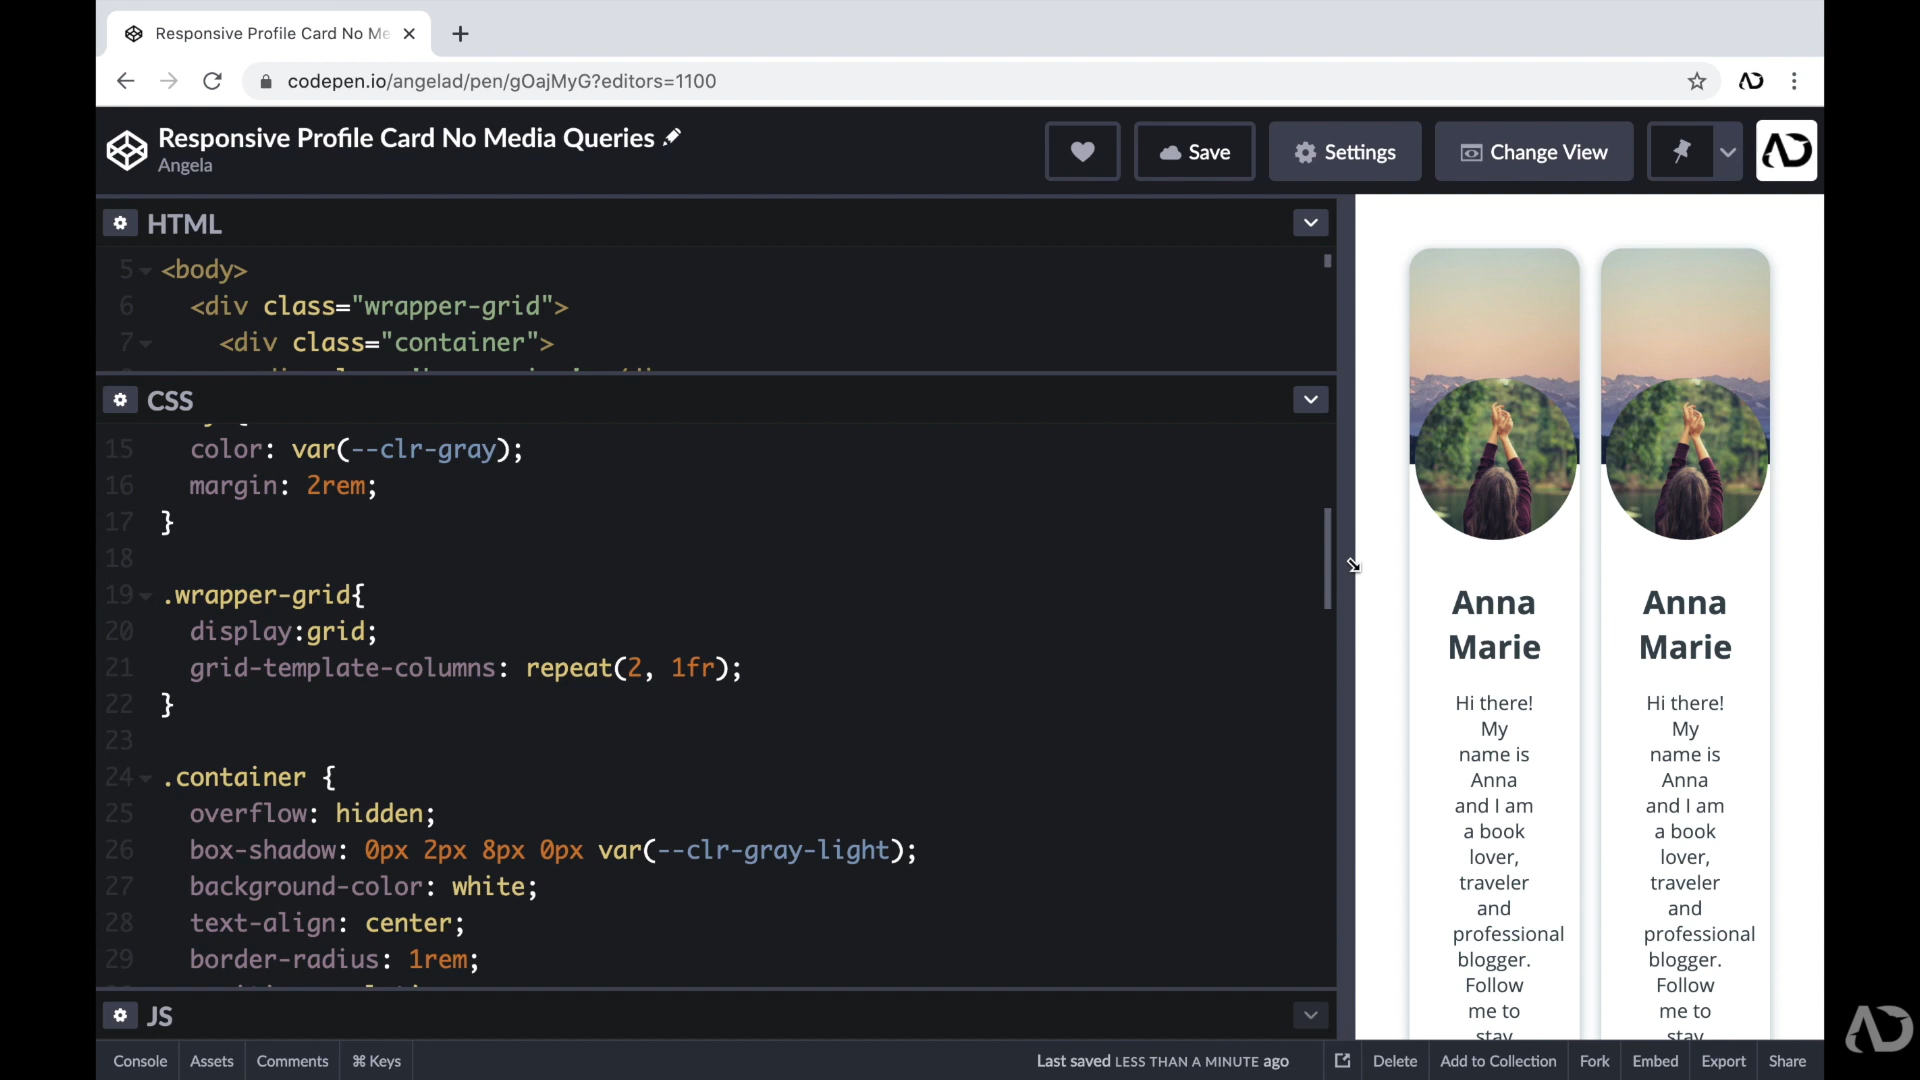 Responsive Profile Card No Me
codepen.io/angelad/pen/gOajMyG?editors=1100
Responsive Profile Card No Media Queries
Angela
Save
Settings
Change View
HTML
5 <body>
6 <div class="wrapper-grid">
7 <div class="container">
CSS
15 color: var(--clr-gray);
16 margin: 2rem;
17 }
18
19 .wrapper-grid{
20 display:grid;
21 grid-template-columns: repeat(2, 1fr);
22 }
23
24 .container {
25 overflow: hidden;
26 box-shadow: 0px 2px 8px 0px var(--clr-gray-light);
27 background-color: white;
28 text-align: center;
29 border-radius: 1rem;
JS
Anna
Marie
Hi there!
My
name is
Anna
and I am
a book
lover,
traveler
and
professional
blogger.
Follow
me to
stay
Anna
Marie
Hi there!
My
name is
Anna
and I am
a book
lover,
traveler
and
professional
blogger.
Follow
me to
stay
Console
Assets
Comments
⌘ Keys
Last saved LESS THAN A MINUTE ago
Delete
Add to Collection
Fork
Embed
Export
Share